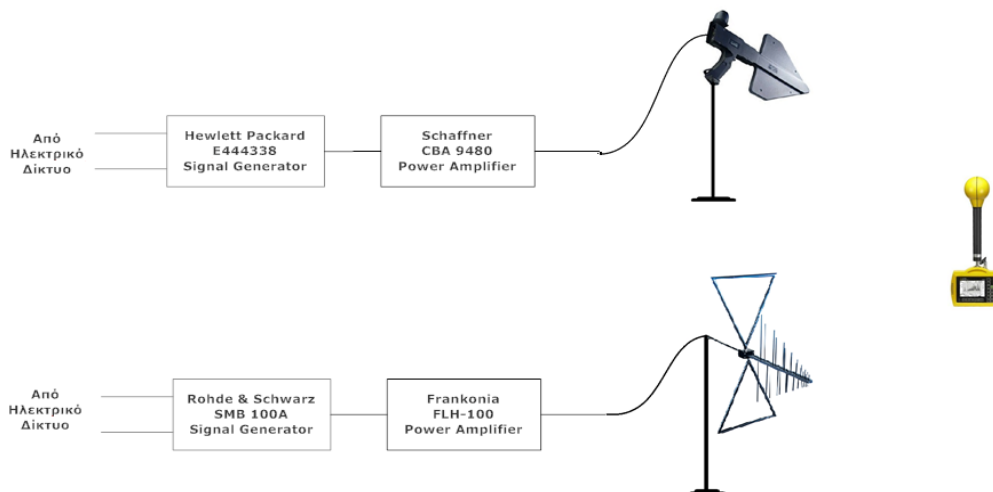 Από
Ηλεκτρικό
Δίκτυο
Hewlett Packard
E444338
Signal Generator
Schaffner
CBA 9480
Power Amplifier
Από
Ηλεκτρικό
Δίκτυο
Rohde & Schwarz
SMB 100A
Signal Generator
Frankonia
FLH-100
Power Amplifier